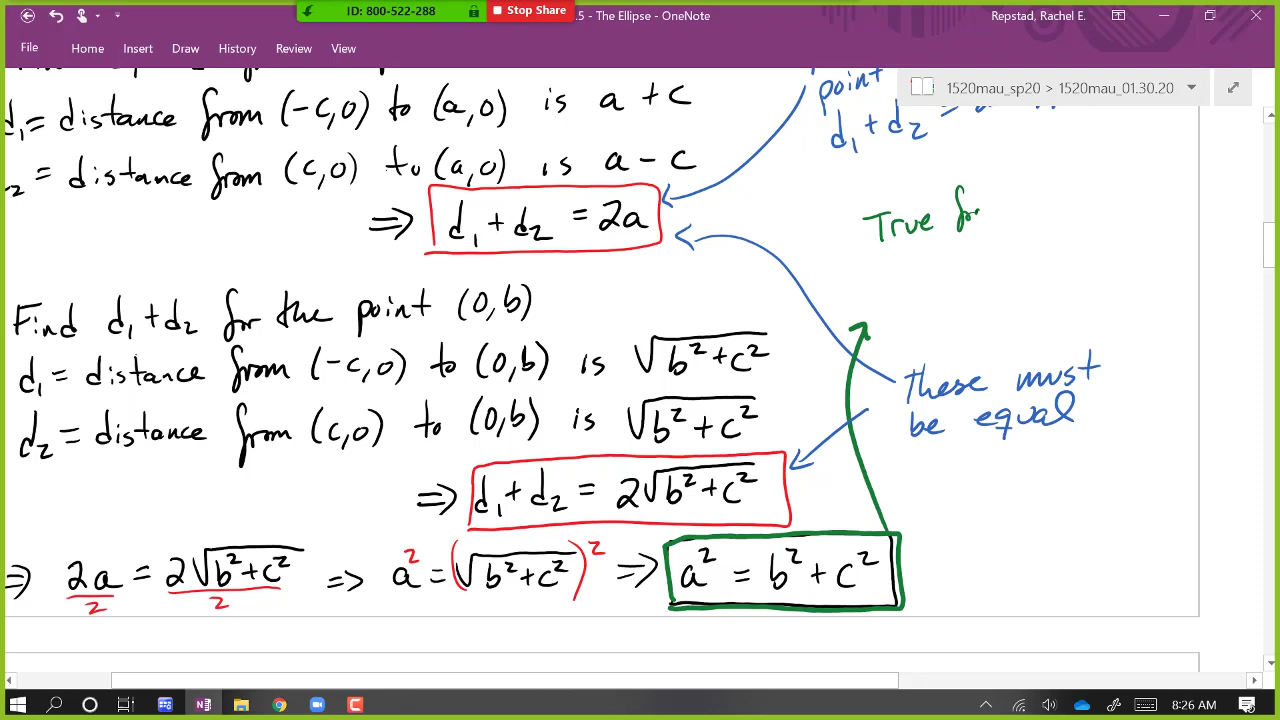 ID: 800-522-288
Stop Share
.5 - The Ellipse - OneNote
Repstad, Rachel E.
File Home Insert Draw History Review View
1520mau_sp20 > 1520mau_01.30.20
point
d₁ + d₂
d₁ = distance from (-c,0) to (a,0) is a + c
₂ = distance from (c,0) to (a,0) is a - c
⇒ d₁ + d₂ = 2a
True for
Find d₁ + d₂ for the point (0,b)
d₁ = distance from (-c,0) to (0,b) is √(b² + c²)
d₂ = distance from (c,0) to (0,b) is √(b² + c²)
these must
be equal
⇒ d₁ + d₂ = 2√(b² + c²)
⇒ 2a/2 = 2√(b² + c²)/2 ⇒ a² = (√(b² + c²))² ⇒ a² = b² + c²
8:26 AM